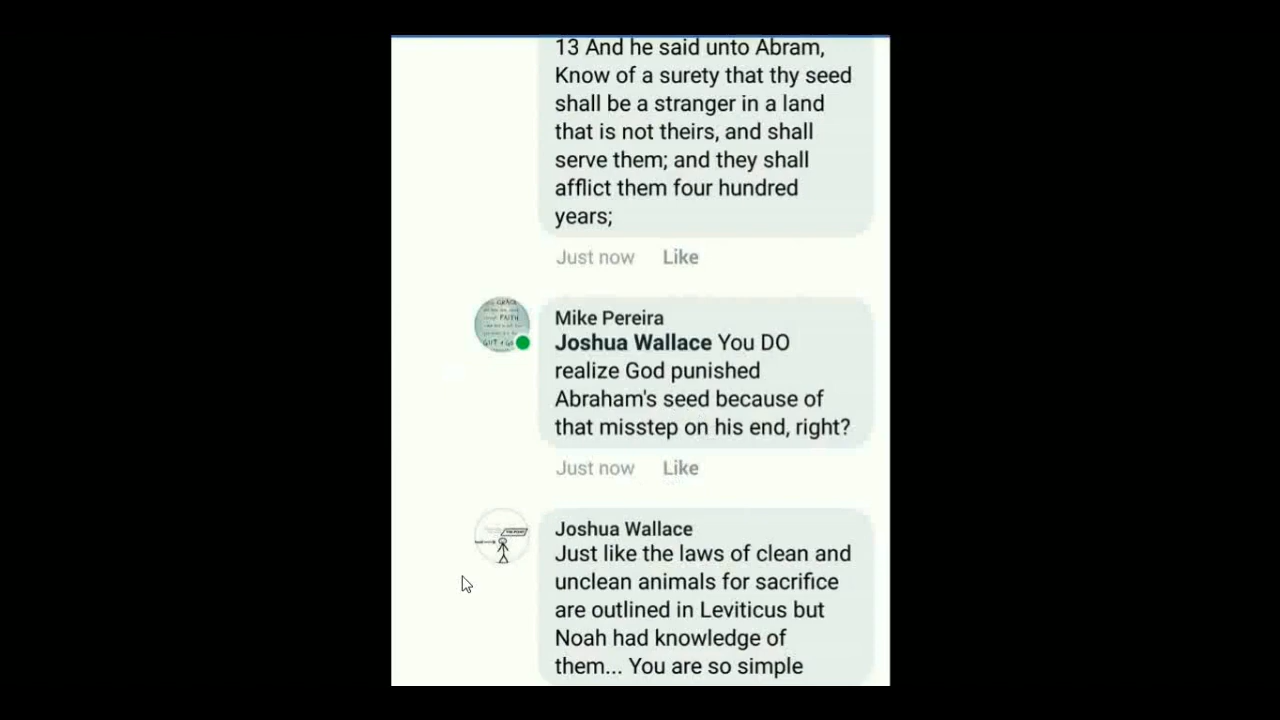 13 And he said unto Abram,
Know of a surety that thy seed
shall be a stranger in a land
that is not theirs, and shall
serve them; and they shall
afflict them four hundred
years;
Just now Like
Mike Pereira
Joshua Wallace You DO
realize God punished
Abraham's seed because of
that misstep on his end, right?
Just now Like
GRACE
FAITH
Joshua Wallace
Just like the laws of clean and
unclean animals for sacrifice
are outlined in Leviticus but
Noah had knowledge of
them... You are so simple